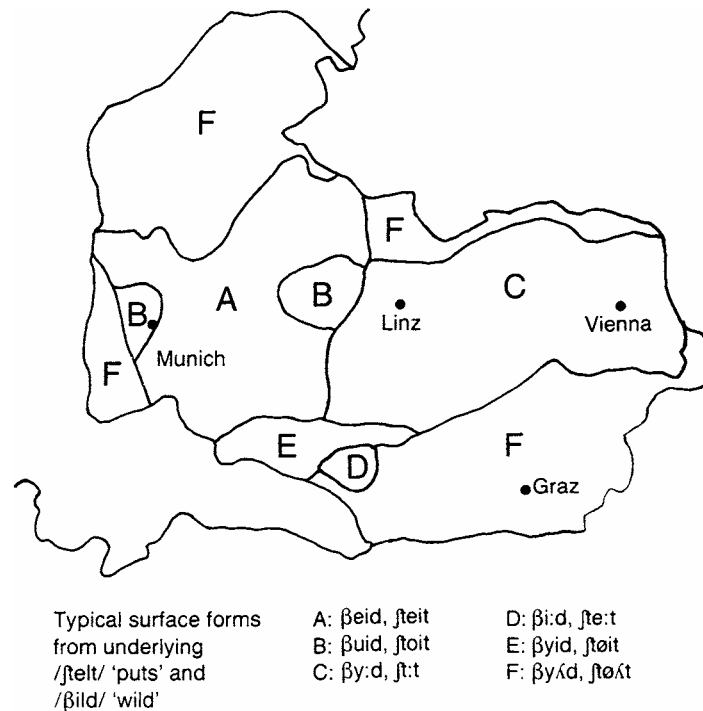 F
F
A
B
B
C
Linz
Vienna
Munich
F
E
D
F
Graz
Typical surface forms
from underlying
/ʃtelt/ 'puts' and
/βild/ 'wild'
A: βeid, ʃteit
B: βuid, ʃtoit
C: βy:d, ʃt:t
D: βi:d, ʃte:t
E: βyid, ʃtøit
F: βyʎd, ʃtøʎt